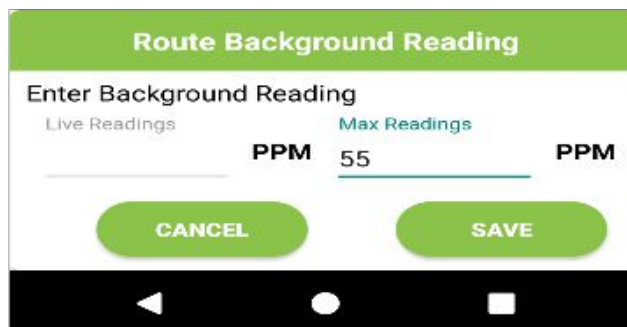 Route Background Reading
Enter Background Reading
Live Readings Max Readings
PPM 55 PPM
CANCEL SAVE